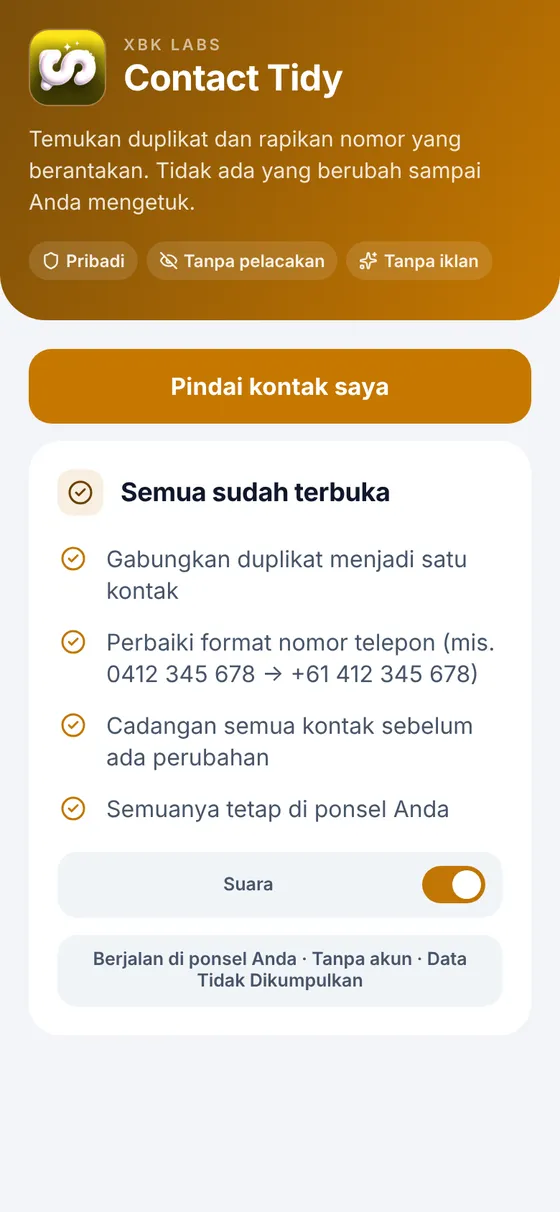 XBK LABS
Contact Tidy
Temukan duplikat dan rapikan nomor yang
berantakan. Tidak ada yang berubah sampai
Anda mengetuk.
Pribadi
Tanpa pelacakan
Tanpa iklan
Pindai kontak saya
Semua sudah terbuka
Gabungkan duplikat menjadi satu
kontak
Perbaiki format nomor telepon (mis.
0412 345 678 → +61 412 345 678)
Cadangan semua kontak sebelum
ada perubahan
Semuanya tetap di ponsel Anda
Suara
Berjalan di ponsel Anda · Tanpa akun · Data
Tidak Dikumpulkan